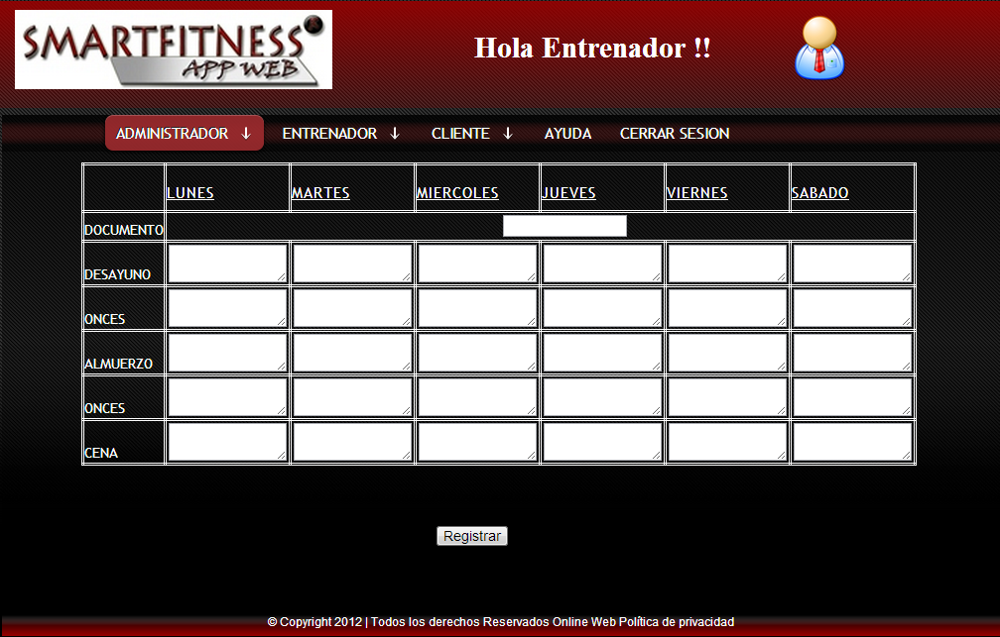 SMARTFITNESS
APP WEB
Hola Entrenador !!
ADMINISTRADOR ↓ ENTRENADOR ↓ CLIENTE ↓ AYUDA CERRAR SESION
LUNES MARTES MIERCOLES JUEVES VIERNES SABADO
DOCUMENTO
DESAYUNO
ONCES
ALMUERZO
ONCES
CENA
Registrar
© Copyright 2012 | Todos los derechos Reservados Online Web Política de privacidad